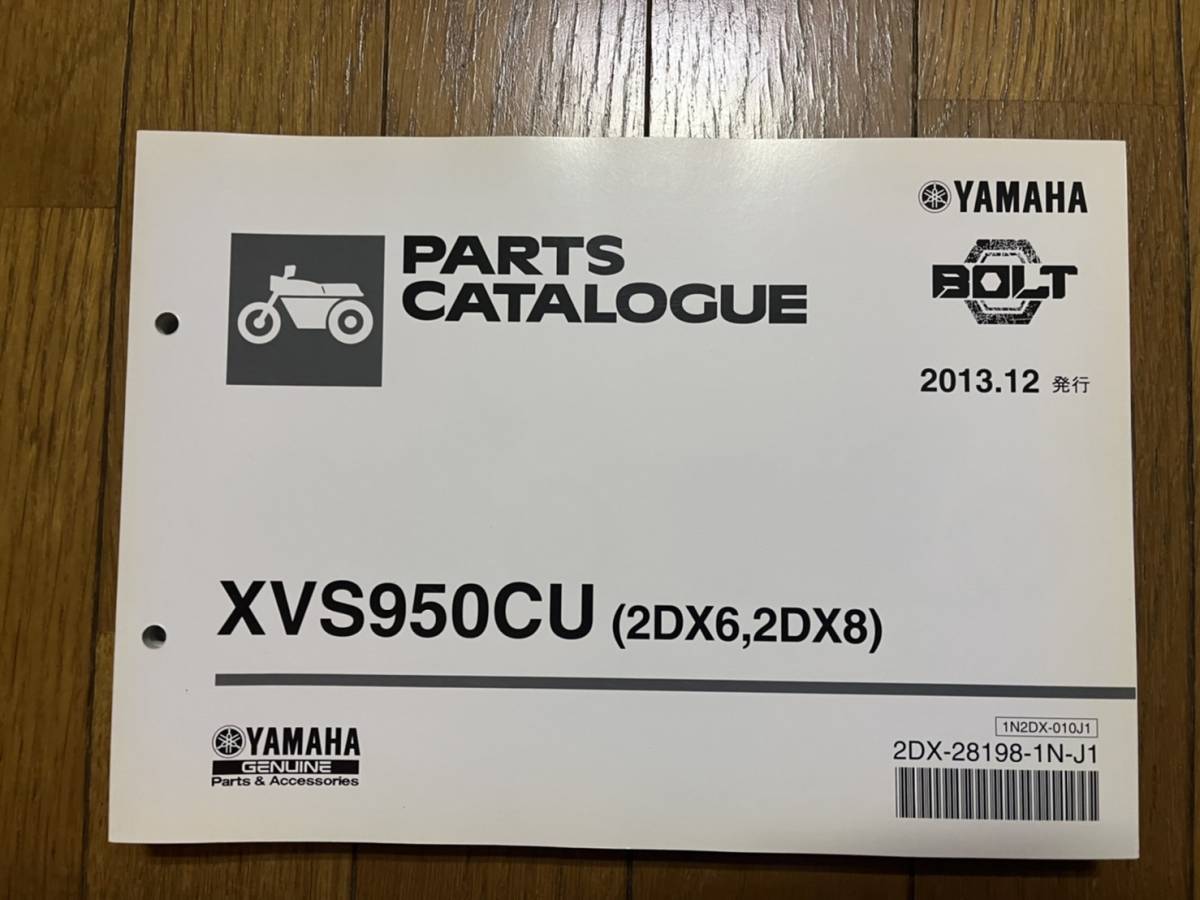 YAMAHA
BOLT
PARTS
CATALOGUE
2013.12 発行
XVS950CU (2DX6,2DX8)
YAMAHA
GENUINE
Parts & Accessories
1N2DX-010J1
2DX-28198-1N-J1